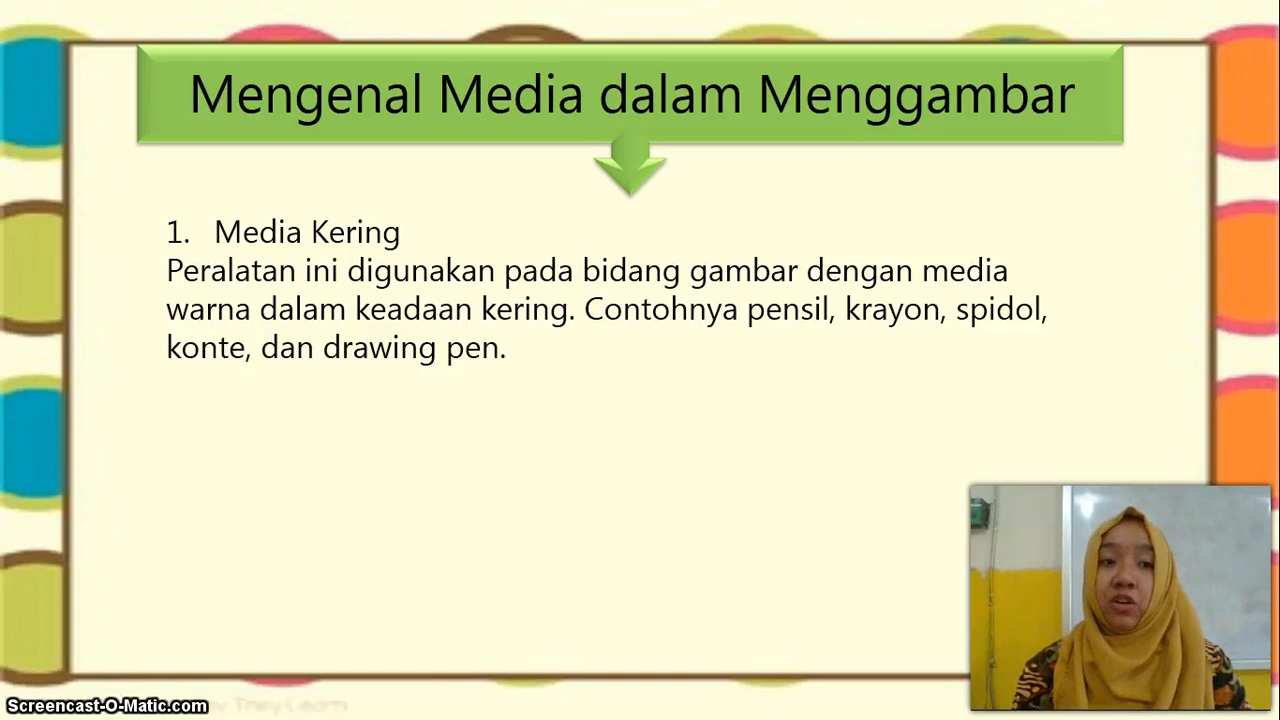 Mengenal Media dalam Menggambar
1. Media Kering
Peralatan ini digunakan pada bidang gambar dengan media
warna dalam keadaan kering. Contohnya pensil, krayon, spidol,
konte, dan drawing pen.
Screencast-O-Matic.com